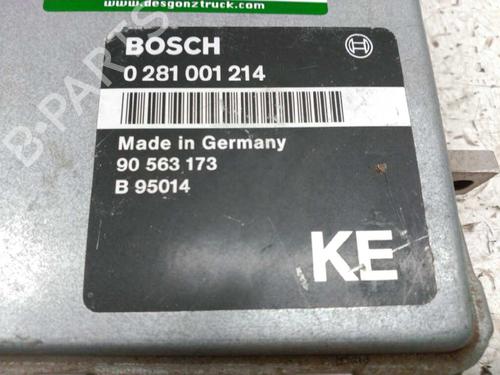 www.desgonztruck.com
BOSCH
0 281 001 214
Made in Germany
90 563 173
B 95014
KE
B-PARTS